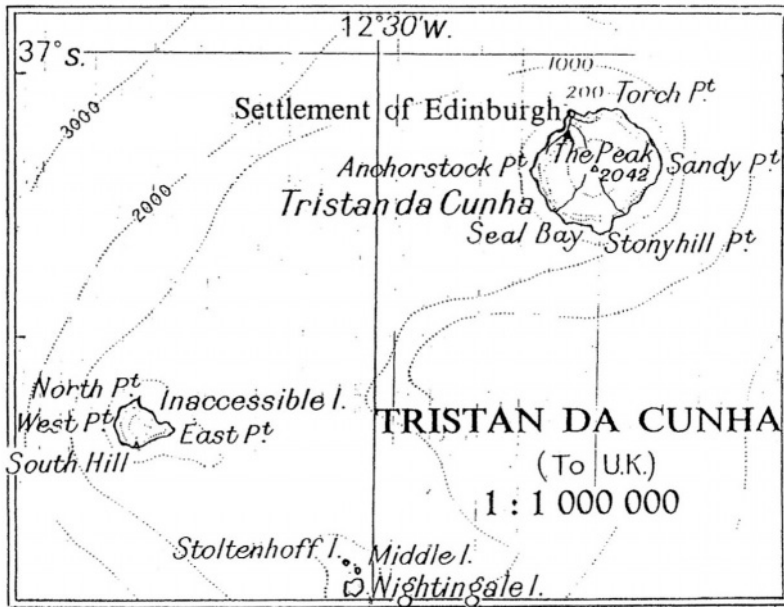 12°30'W.
37°S.
1000
200
Torch Pt.
3000
Settlement of Edinburgh
Anchorstock Pt.
The Peak
2042
Sandy Pt.
2000
Tristan da Cunha
Seal Bay
Stonyhill Pt.
North Pt.
Inaccessible I.
West Pt.
East Pt.
South Hill
TRISTAN DA CUNHA
(To U.K.)
1 : 1 000 000
Stoltenhoff I.
Middle I.
Nightingale I.